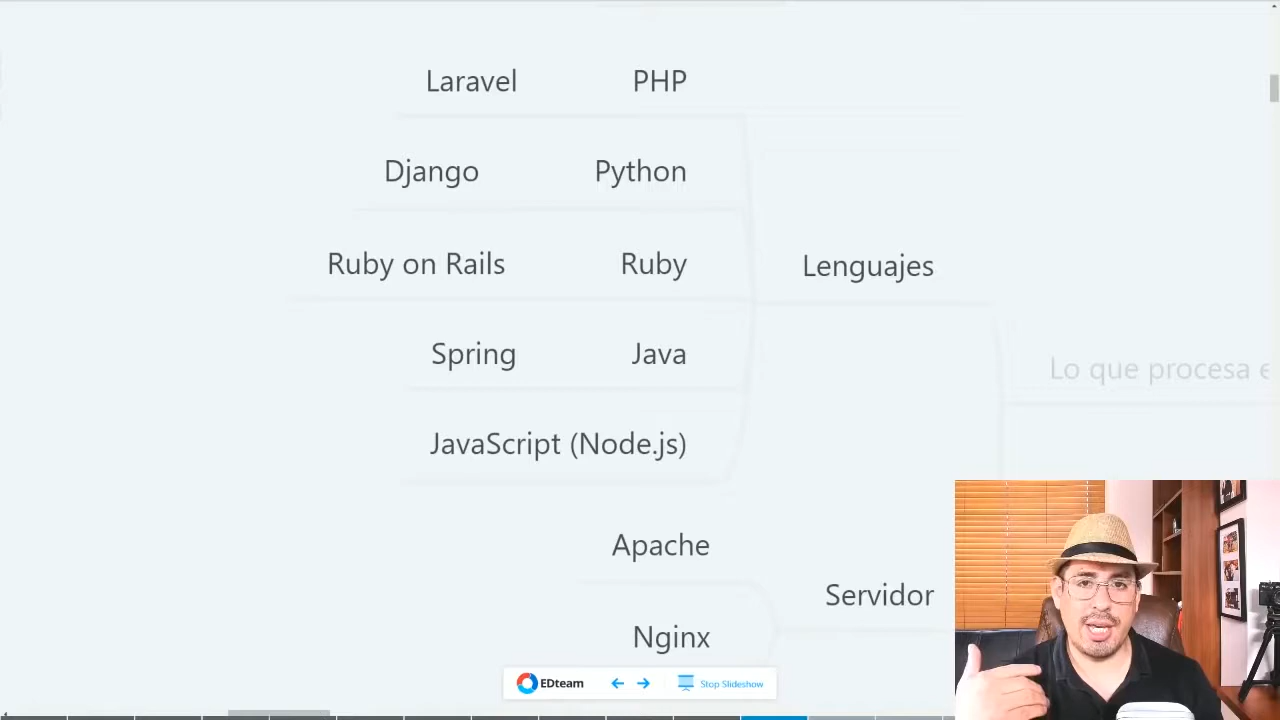 Laravel PHP
Django Python
Ruby on Rails Ruby
Lenguajes
Spring Java
Lo que procesa e
JavaScript (Node.js)
Apache
Servidor
Nginx
EDteam Stop Slideshow